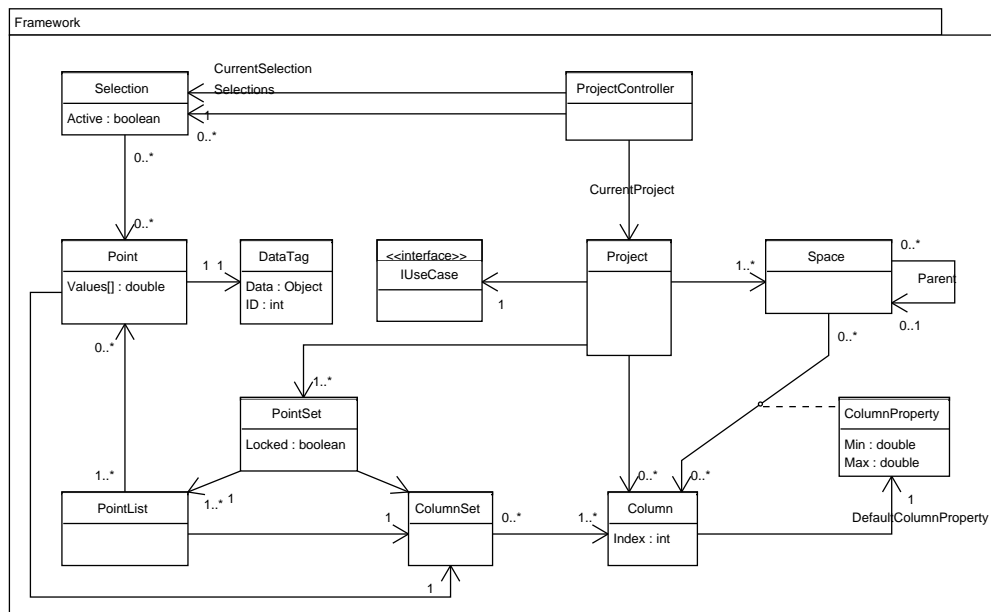 Framework
CurrentSelection
Selections
Selection
Active : boolean
1
0..*
ProjectController
0..*
0..*
CurrentProject
Point
Values[] : double
1 1
DataTag
Data : Object
ID : int
<<interface>>
IUseCase
1
Project
1..*
Space
0..*
Parent
0..1
0..*
0..*
1..*
PointSet
Locked : boolean
ColumnProperty
Min : double
Max : double
1..*
1..*
1
PointList
1
ColumnSet
0..*
1..*
0..*
0..*
Column
Index : int
1
DefaultColumnProperty
1